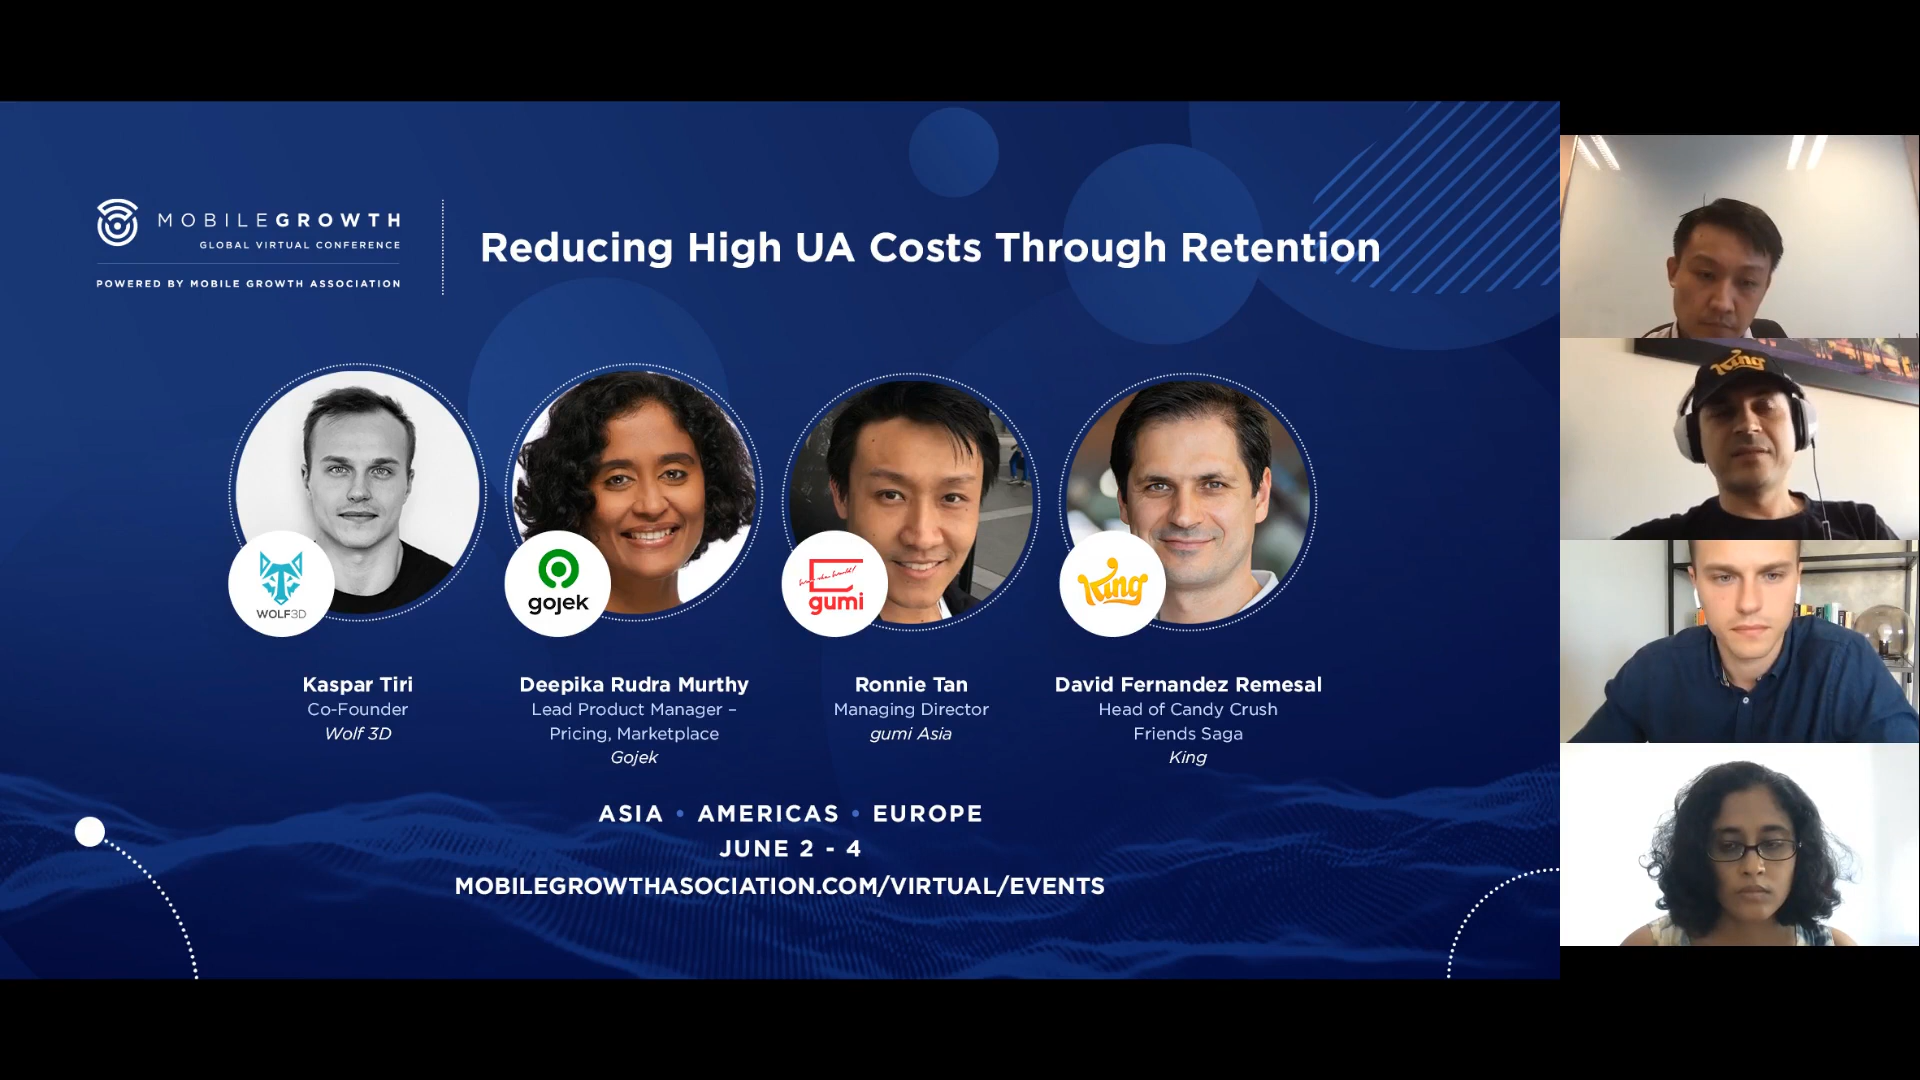 MOBILEGROWTH
GLOBAL VIRTUAL CONFERENCE
POWERED BY MOBILE GROWTH ASSOCIATION
Reducing High UA Costs Through Retention
WOLF3D
gojek
gumi
King
Kaspar Tiri
Co-Founder
Wolf 3D
Deepika Rudra Murthy
Lead Product Manager –
Pricing, Marketplace
Gojek
Ronnie Tan
Managing Director
gumi Asia
David Fernandez Remesal
Head of Candy Crush
Friends Saga
King
ASIA • AMERICAS • EUROPE
JUNE 2 - 4
MOBILEGROWTHASOCIATION.COM/VIRTUAL/EVENTS
King